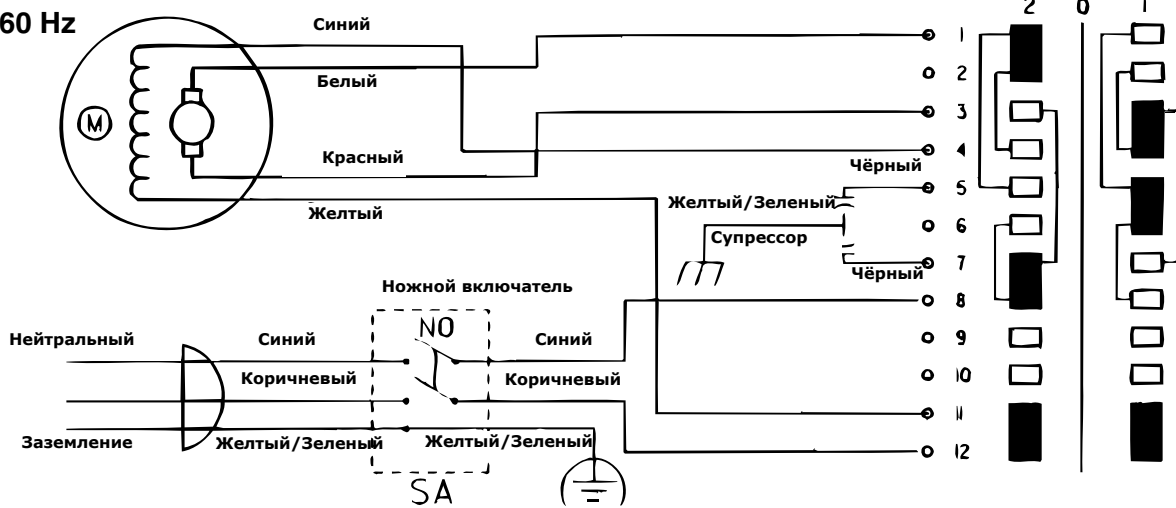 60 Hz
2 0 1
Синий
Белый
Красный
Желтый
M
Чёрный
Желтый/Зеленый
Супрессор
Чёрный
1
2
3
4
5
6
7
8
9
10
11
12
Ножной включатель
NO
Нейтральный
Синий
Синий
Коричневый
Коричневый
Заземление
Желтый/Зеленый
Желтый/Зеленый
SA